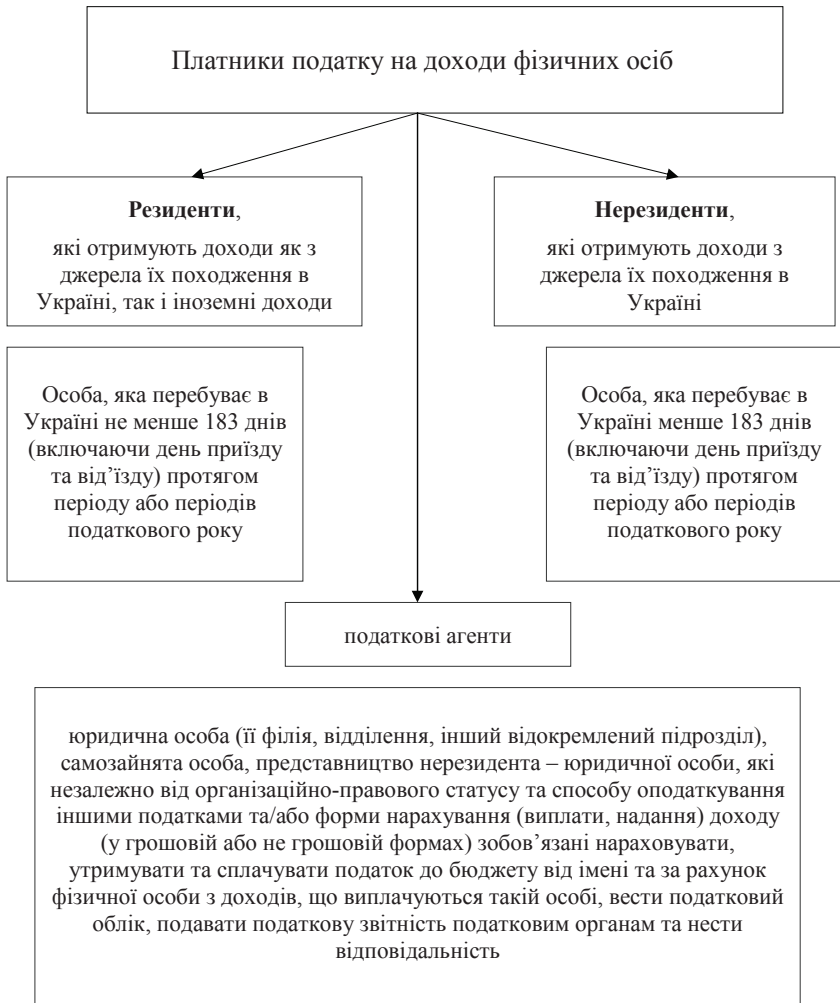 Платники податку на доходи фізичних осіб
Резиденти,
які отримують доходи як з
джерела їх походження в
Україні, так і іноземні доходи
Нерезиденти,
які отримують доходи з
джерела їх походження в
Україні
Особа, яка перебуває в
Україні не менше 183 днів
(включаючи день приїзду
та від’їзду) протягом
періоду або періодів
податкового року
Особа, яка перебуває в
Україні менше 183 днів
(включаючи день приїзду
та від’їзду) протягом
періоду або періодів
податкового року
податкові агенти
юридична особа (її філія, відділення, інший відокремлений підрозділ),
самозайнята особа, представництво нерезидента – юридичної особи, які
незалежно від організаційно-правового статусу та способу оподаткування
іншими податками та/або форми нарахування (виплати, надання) доходу
(у грошовій або не грошовій формах) зобов’язані нараховувати,
утримувати та сплачувати податок до бюджету від імені та за рахунок
фізичної особи з доходів, що виплачуються такій особі, вести податковий
облік, подавати податкову звітність податковим органам та нести
відповідальність